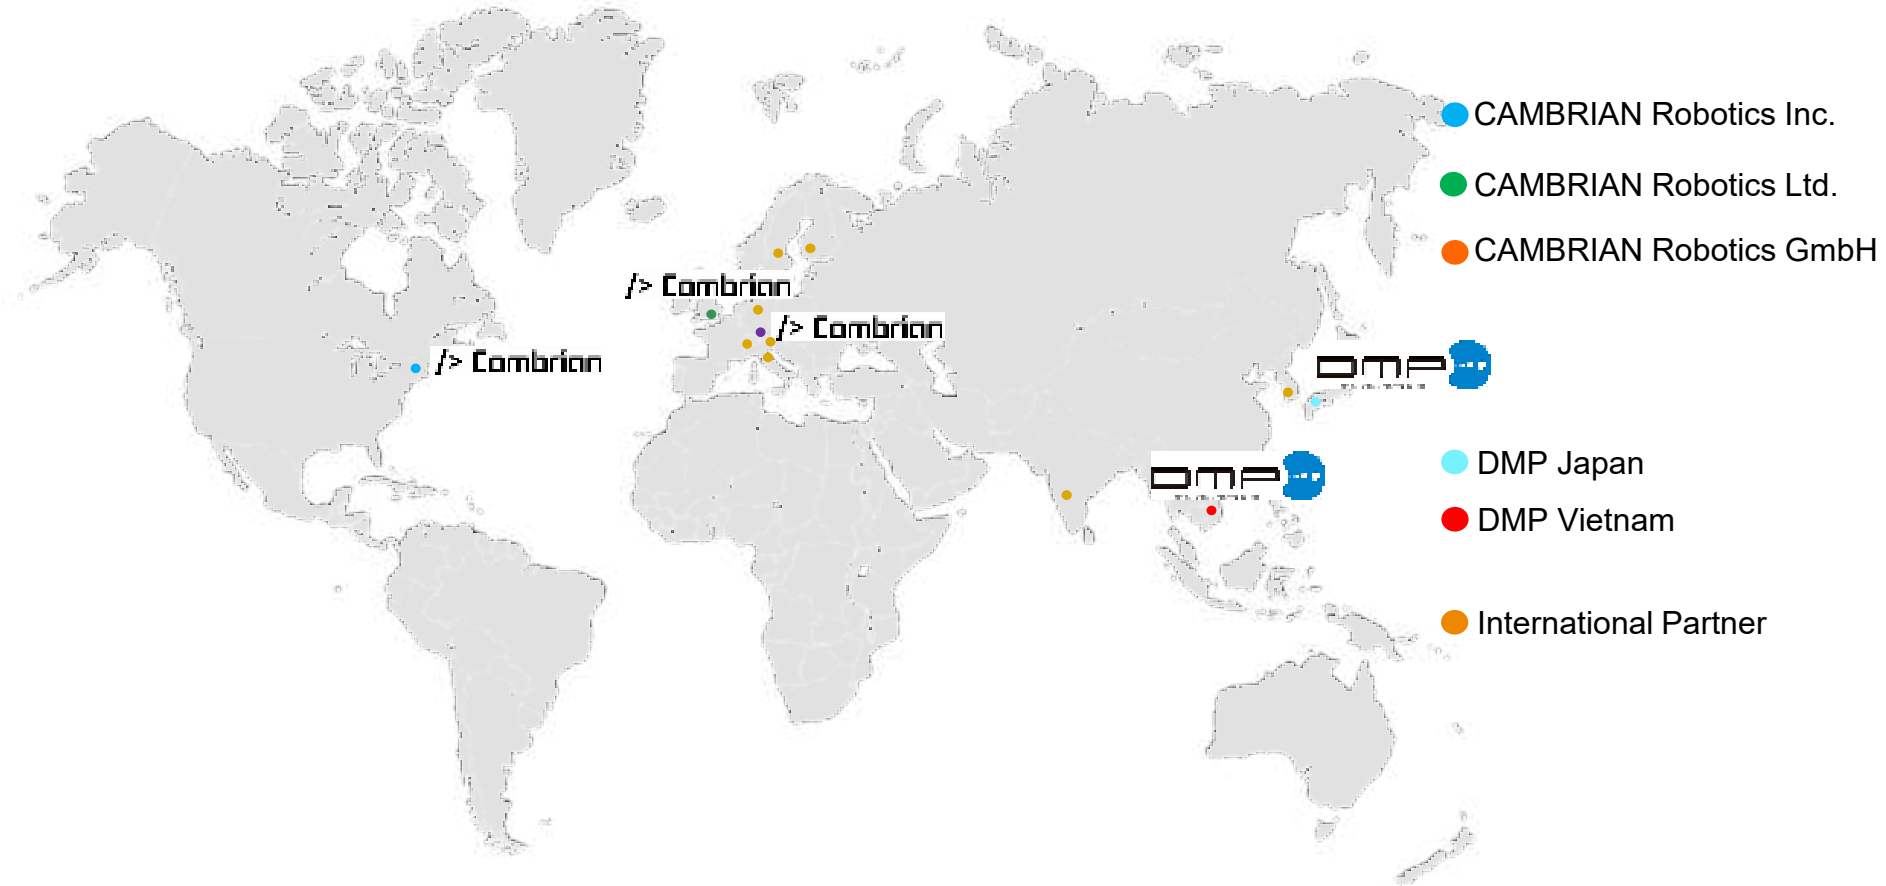 CAMBRIAN Robotics Inc.
CAMBRIAN Robotics Ltd.
CAMBRIAN Robotics GmbH
/> Cambrian
/> Cambrian
/> Cambrian
DMP
DMP
DMP Japan
DMP Vietnam
International Partner